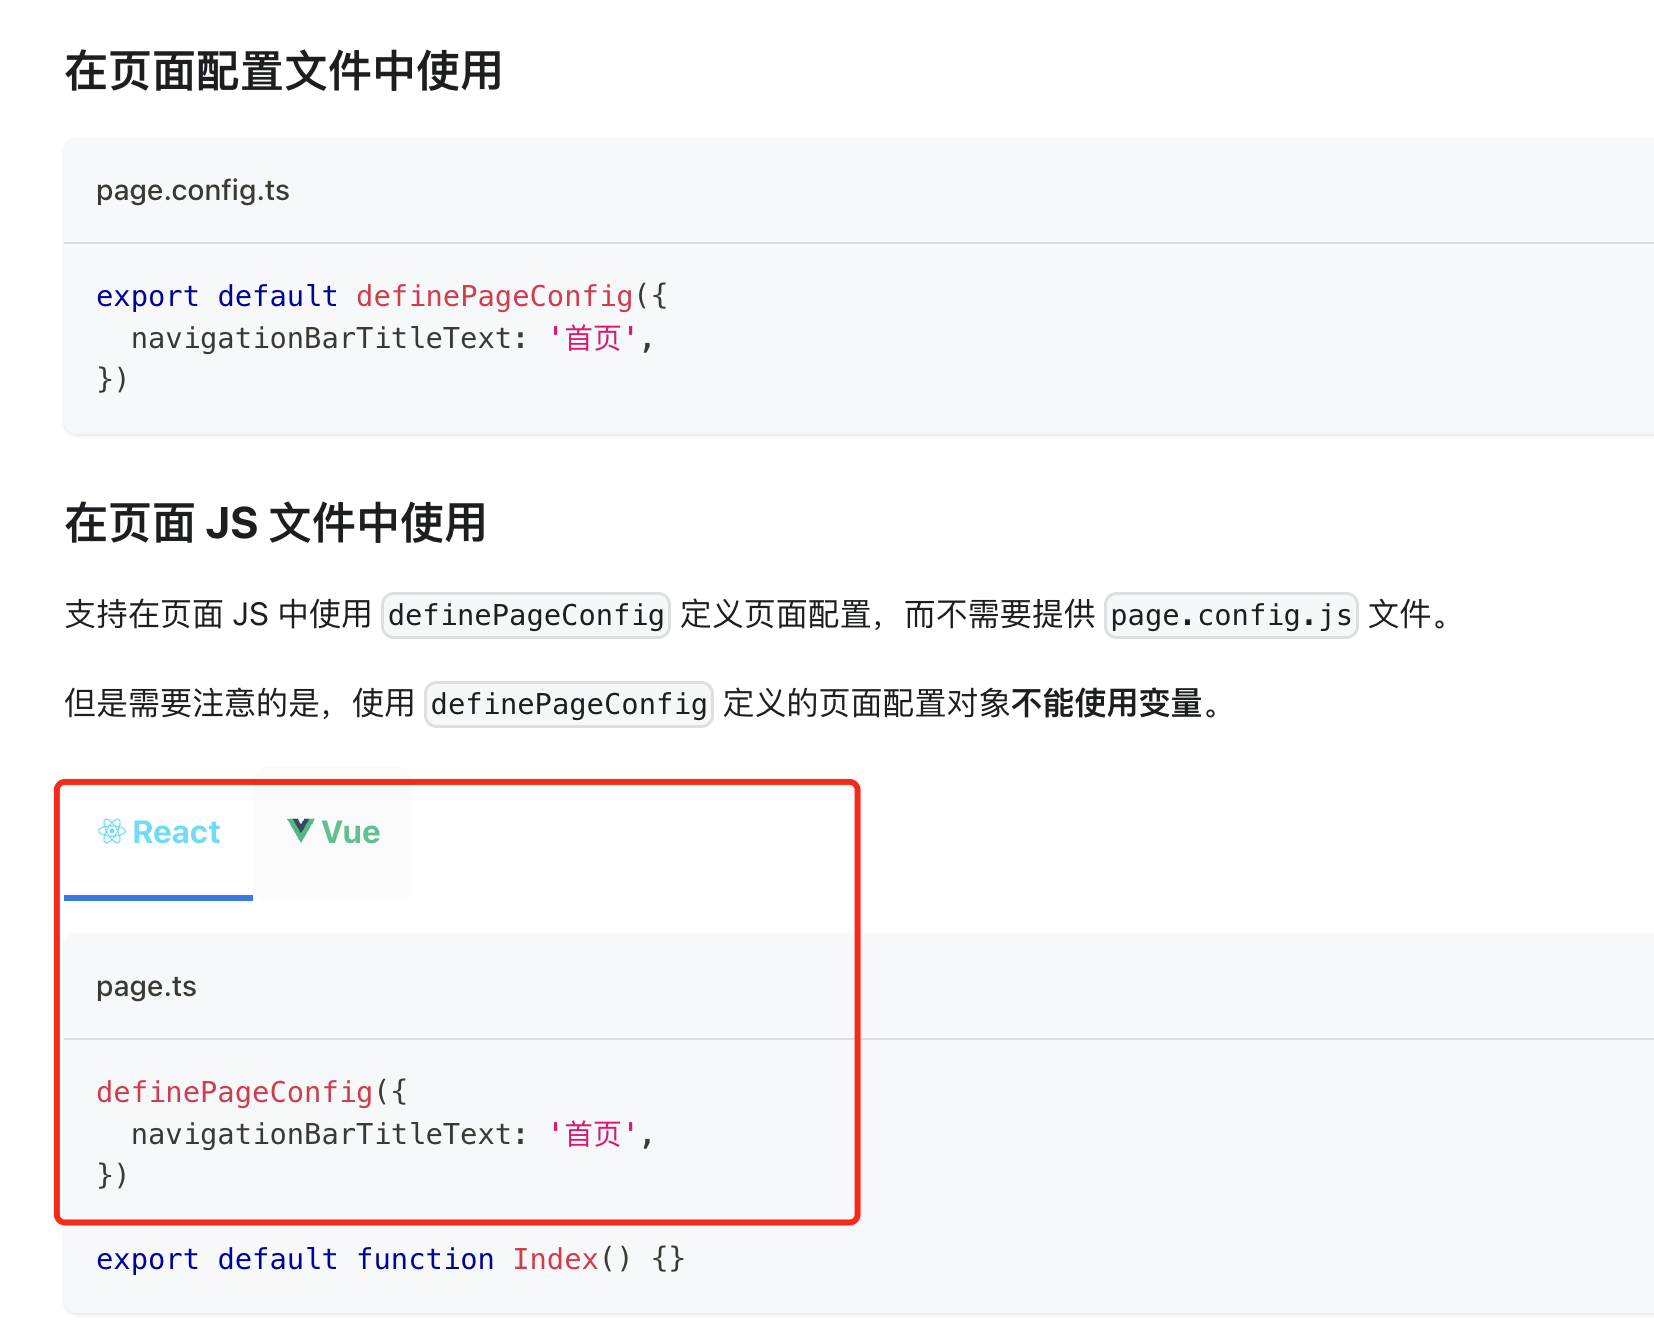 在页面配置文件中使用
page.config.ts
export default definePageConfig({
  navigationBarTitleText: '首页',
})
在页面 JS 文件中使用
支持在页面 JS 中使用 definePageConfig 定义页面配置，而不需要提供 page.config.js 文件。
但是需要注意的是，使用 definePageConfig 定义的页面配置对象不能使用变量。
React Vue
page.ts
definePageConfig({
  navigationBarTitleText: '首页',
})
export default function Index() {}